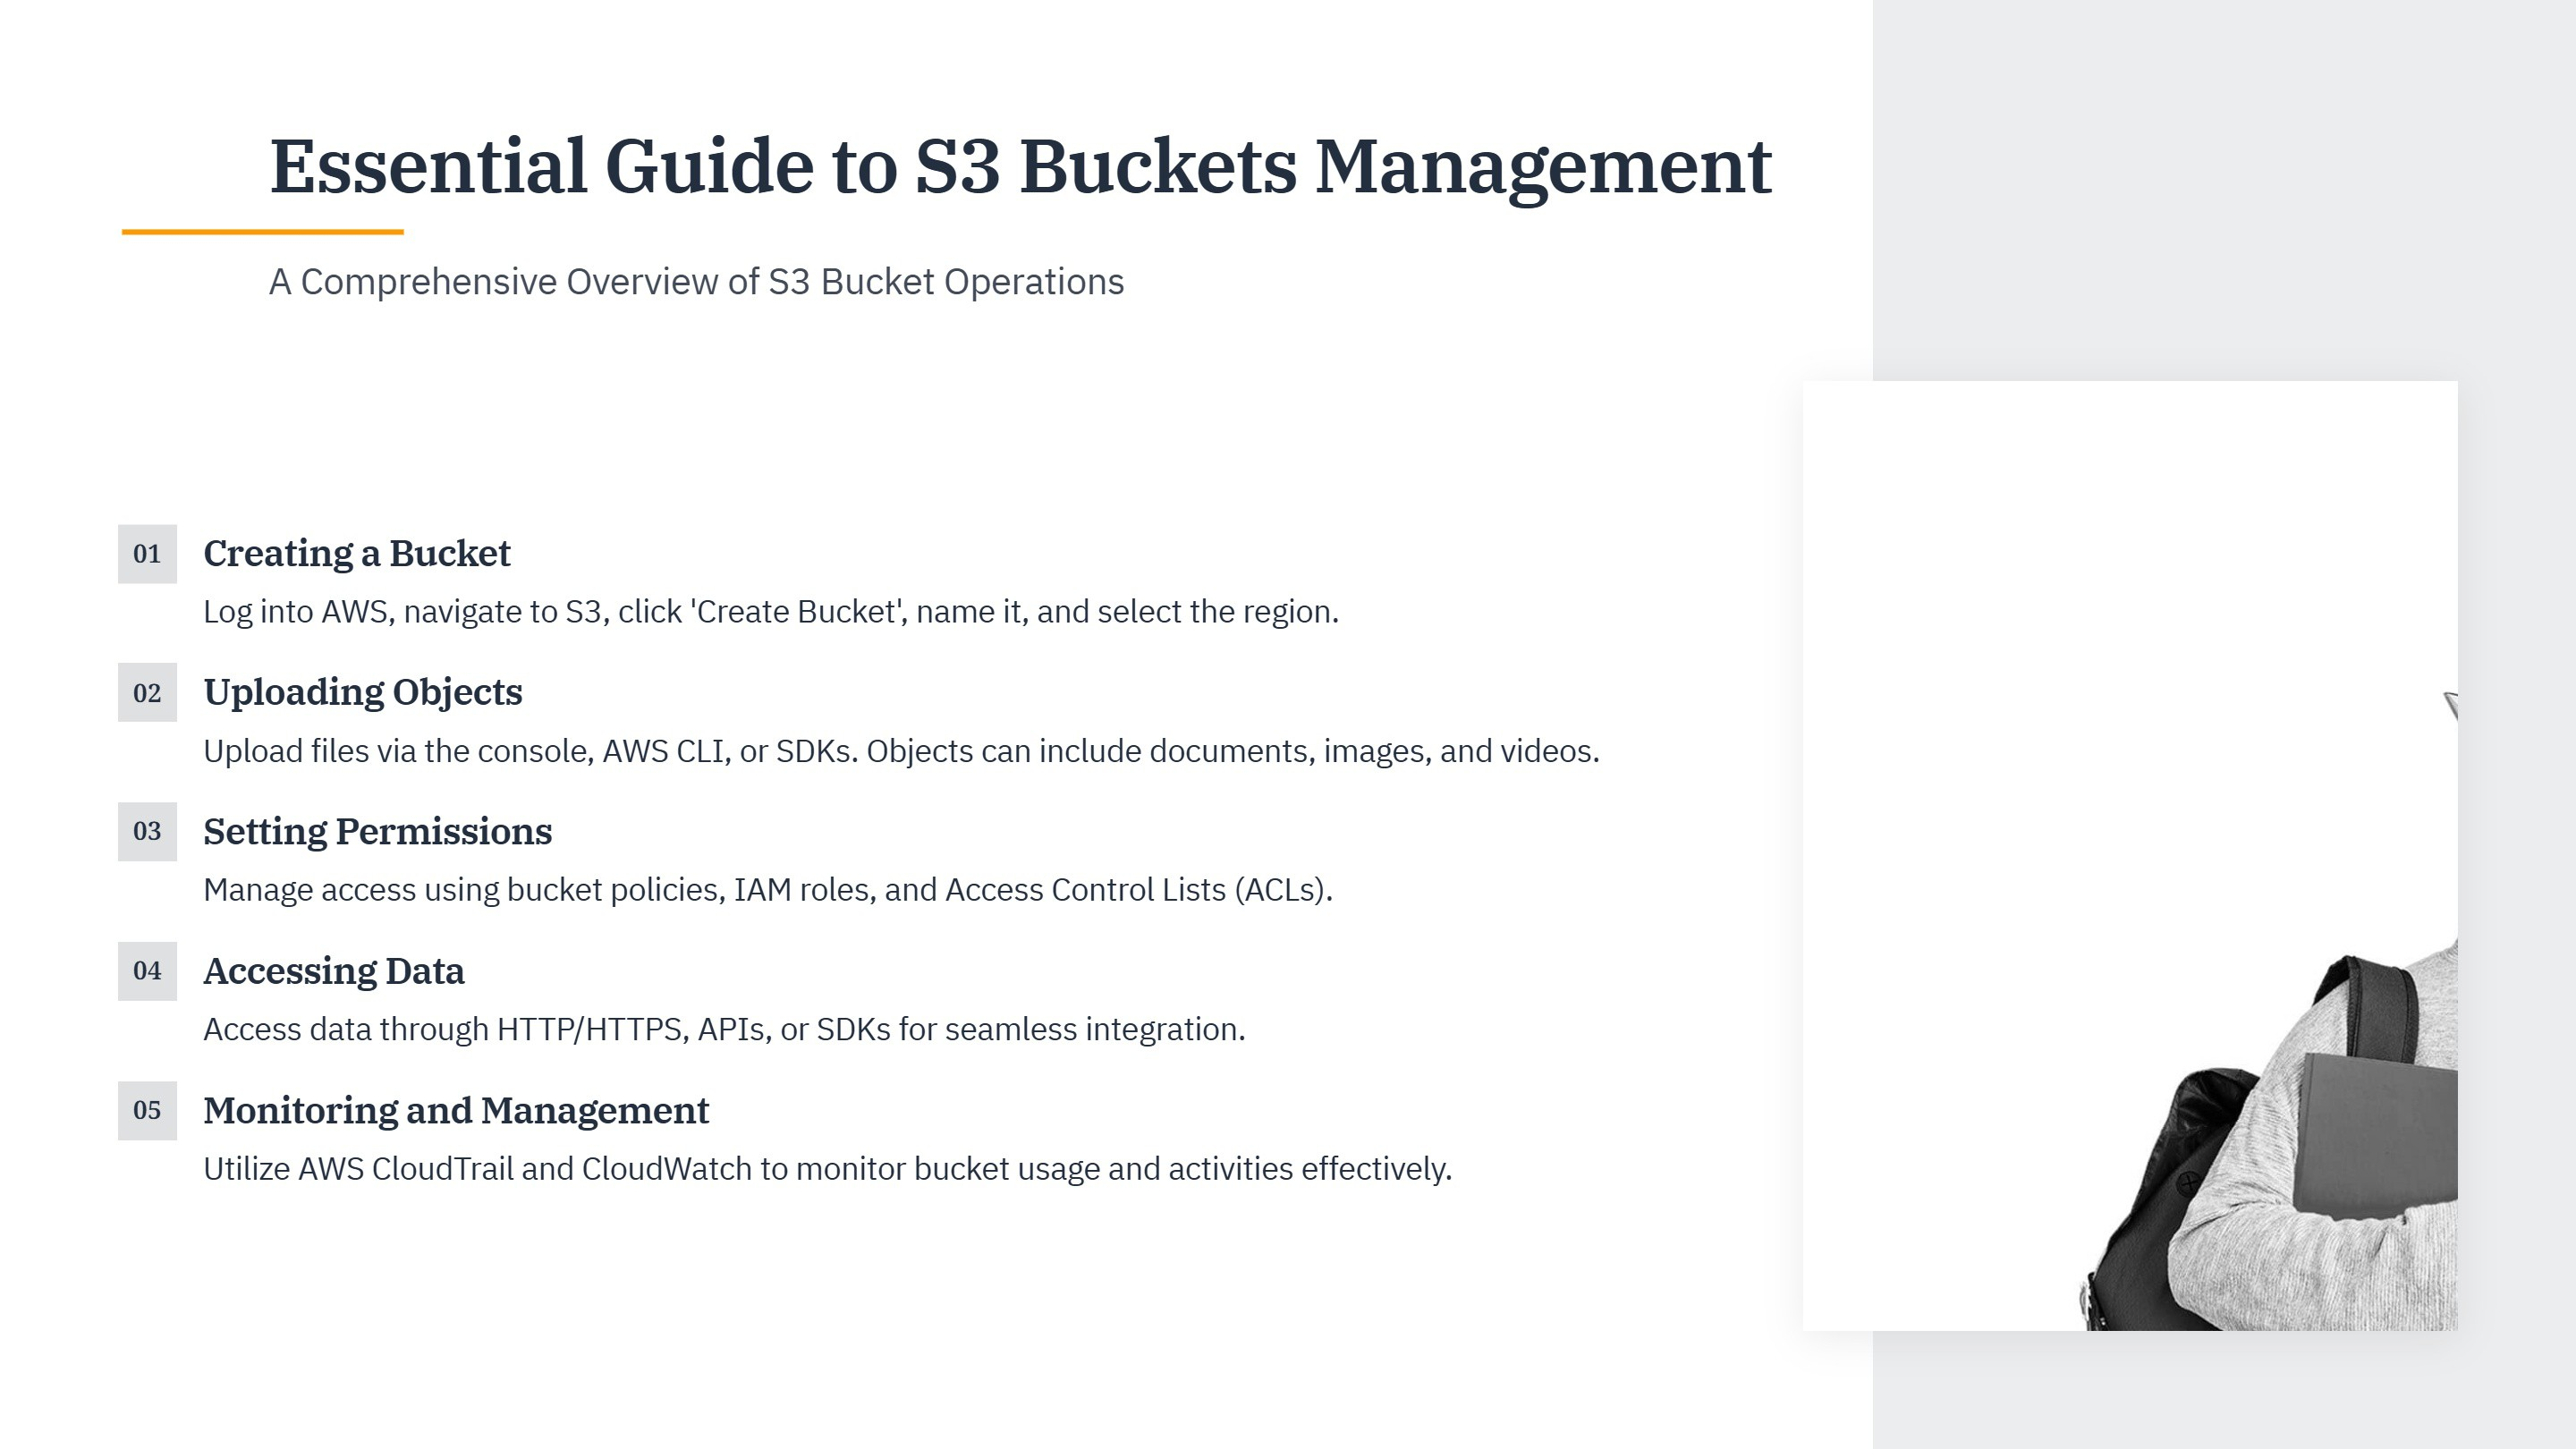 Essential Guide to S3 Buckets Management
A Comprehensive Overview of S3 Bucket Operations
01
Creating a Bucket
Log into AWS, navigate to S3, click 'Create Bucket', name it, and select the region.
02
Uploading Objects
Upload files via the console, AWS CLI, or SDKs. Objects can include documents, images, and videos.
03
Setting Permissions
Manage access using bucket policies, IAM roles, and Access Control Lists (ACLs).
04
Accessing Data
Access data through HTTP/HTTPS, APIs, or SDKs for seamless integration.
05
Monitoring and Management
Utilize AWS CloudTrail and CloudWatch to monitor bucket usage and activities effectively.